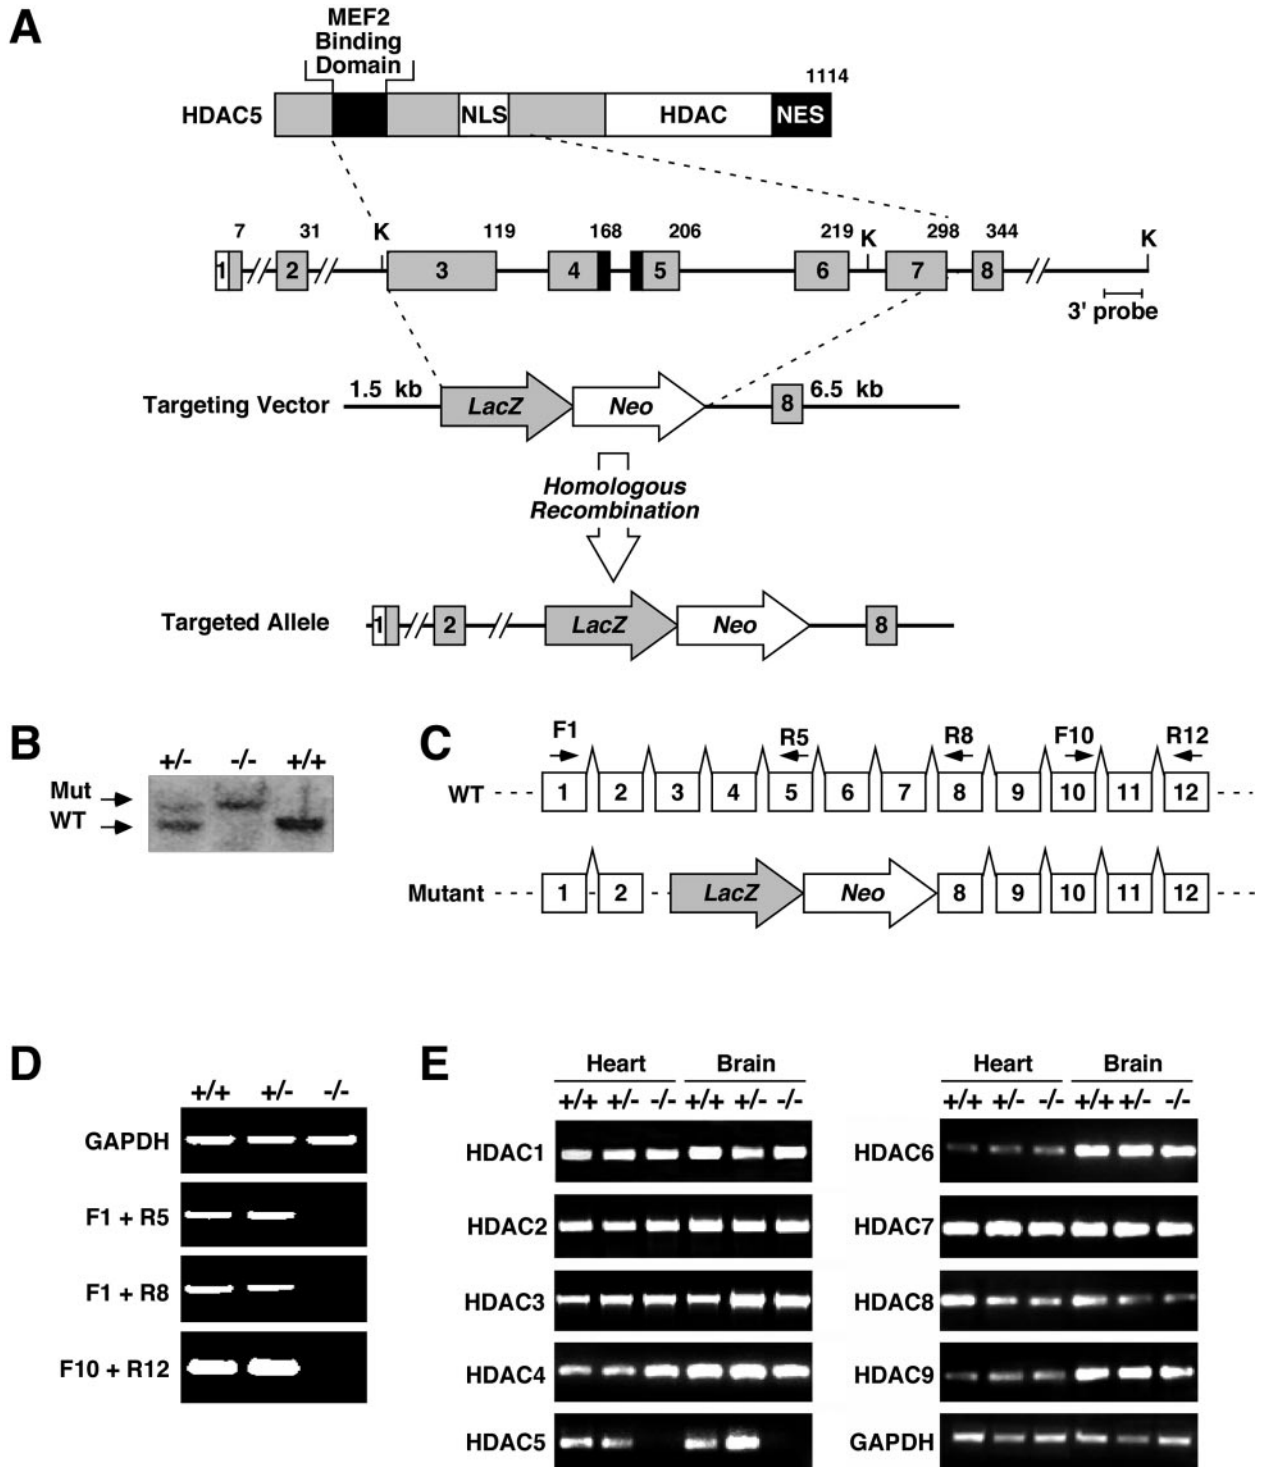 A
MEF2
Binding
Domain
1114
HDAC5 NLS HDAC NES
7 31 K 119 168 206 219 K 298 344 K
1 2 3 4 5 6 7 8
3' probe
1.5 kb 6.5 kb
Targeting Vector LacZ Neo 8
Homologous
Recombination
Targeted Allele 1 2 LacZ Neo 8
B
+/- -/- +/+
Mut
WT
C
F1 R5 R8 F10 R12
WT 1 2 3 4 5 6 7 8 9 10 11 12
Mutant 1 2 LacZ Neo 8 9 10 11 12
D
+/+ +/- -/-
GAPDH
F1 + R5
F1 + R8
F10 + R12
E
Heart Brain
+/+ +/- -/- +/+ +/- -/-
HDAC1
HDAC2
HDAC3
HDAC4
HDAC5
Heart Brain
+/+ +/- -/- +/+ +/- -/-
HDAC6
HDAC7
HDAC8
HDAC9
GAPDH